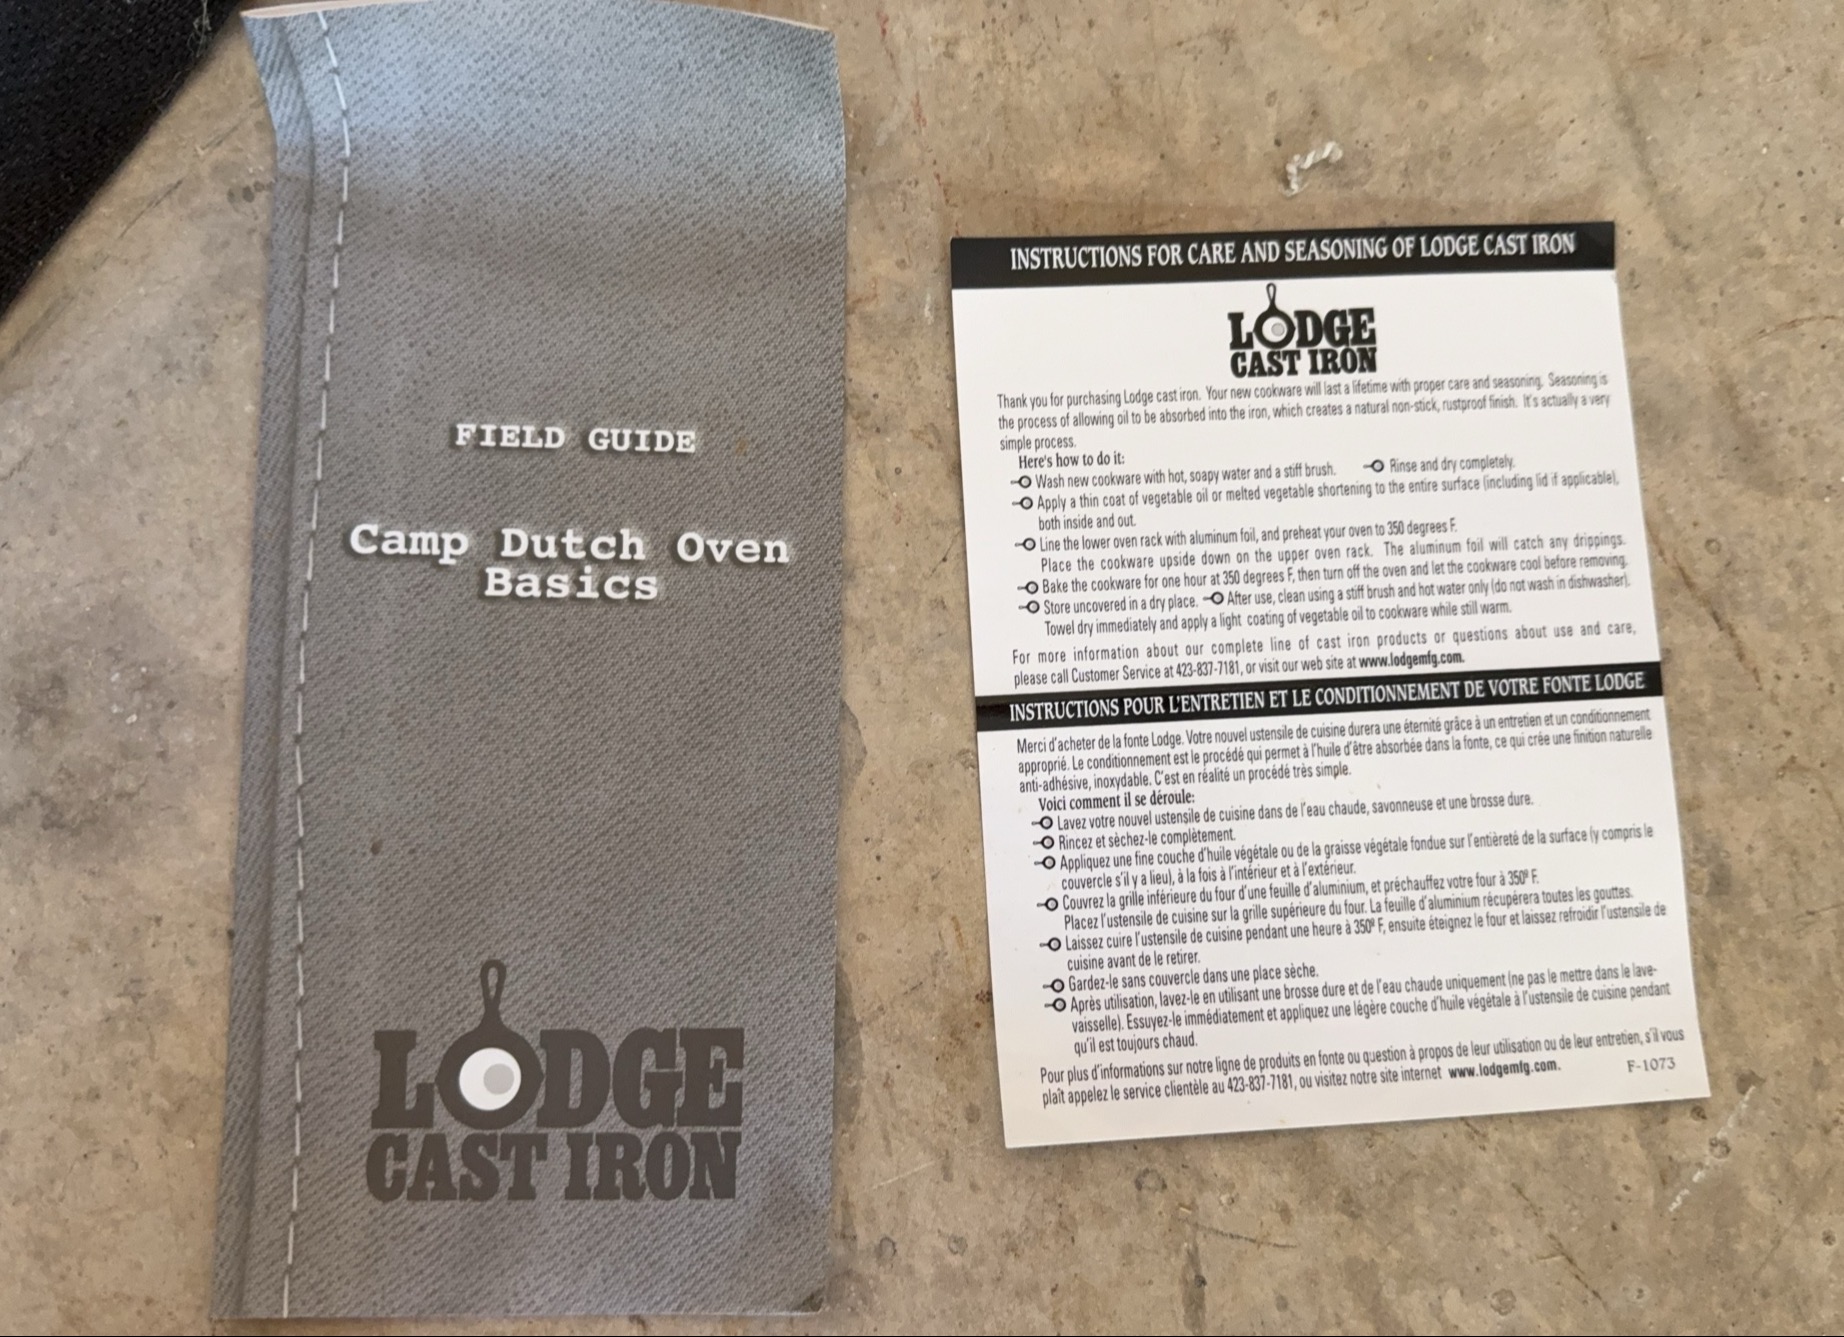 FIELD GUIDE
Camp Dutch Oven
Basics
LODGE
CAST IRON
INSTRUCTIONS FOR CARE AND SEASONING OF LODGE CAST IRON
LODGE
CAST IRON
Thank you for purchasing Lodge cast iron. Your new cookware will last a lifetime with proper care and seasoning. Seasoning is
the process of allowing oil to be absorbed into the iron, which creates a natural non-stick, rustproof finish. It's actually a very
simple process.
Here's how to do it:
Wash new cookware with hot, soapy water and a stiff brush. Rinse and dry completely.
Apply a thin coat of vegetable oil or melted vegetable shortening to the entire surface (including lid if applicable),
both inside and out.
Line the lower oven rack with aluminum foil, and preheat your oven to 350 degrees F.
Place the cookware upside down on the upper oven rack. The aluminum foil will catch any drippings.
Bake the cookware for one hour at 350 degrees F, then turn off the oven and let the cookware cool before removing.
Store uncovered in a dry place. After use, clean using a stiff brush and hot water only (do not wash in dishwasher).
Towel dry immediately and apply a light coating of vegetable oil to cookware while still warm.
For more information about our complete line of cast iron products or questions about use and care,
please call Customer Service at 423-837-7181, or visit our web site at www.lodgemfg.com.
INSTRUCTIONS POUR L'ENTRETIEN ET LE CONDITIONNEMENT DE VOTRE FONTE LODGE
Merci d'acheter de la fonte Lodge. Votre nouvel ustensile de cuisine durera une éternité grâce à un entretien et un conditionnement
approprié. Le conditionnement est le procédé qui permet à l'huile d'être absorbée dans la fonte, ce qui crée une finition naturelle
anti-adhésive, inoxydable. C'est en réalité un procédé très simple.
Voici comment il se déroule:
Lavez votre nouvel ustensile de cuisine dans de l'eau chaude, savonneuse et une brosse dure.
Rincez et sèchez-le complètement.
Appliquez une fine couche d'huile végétale ou de la graisse végétale fondue sur l'entièreté de la surface (y compris le
couvercle s'il y a lieu), à la fois à l'intérieur et à l'extérieur.
Couvrez la grille inférieure du four d'une feuille d'aluminium, et préchauffez votre four à 350º F.
Placez l'ustensile de cuisine sur la grille supérieure du four. La feuille d'aluminium récupérera toutes les gouttes.
Laissez cuire l'ustensile de cuisine pendant une heure à 350º F, ensuite éteignez le four et laissez refroidir l'ustensile de
cuisine avant de le retirer.
Gardez-le sans couvercle dans une place sèche.
Après utilisation, lavez-le en utilisant une brosse dure et de l'eau chaude uniquement (ne pas le mettre dans le lave-
vaisselle). Essuyez-le immédiatement et appliquez une légère couche d'huile végétale à l'ustensile de cuisine pendant
qu'il est toujours chaud.
Pour plus d'informations sur notre ligne de produits en fonte ou question à propos de leur utilisation ou de leur entretien, s'il vous
plaît appelez le service clientèle au 423-837-7181, ou visitez notre site internet www.lodgemfg.com.
F-1073